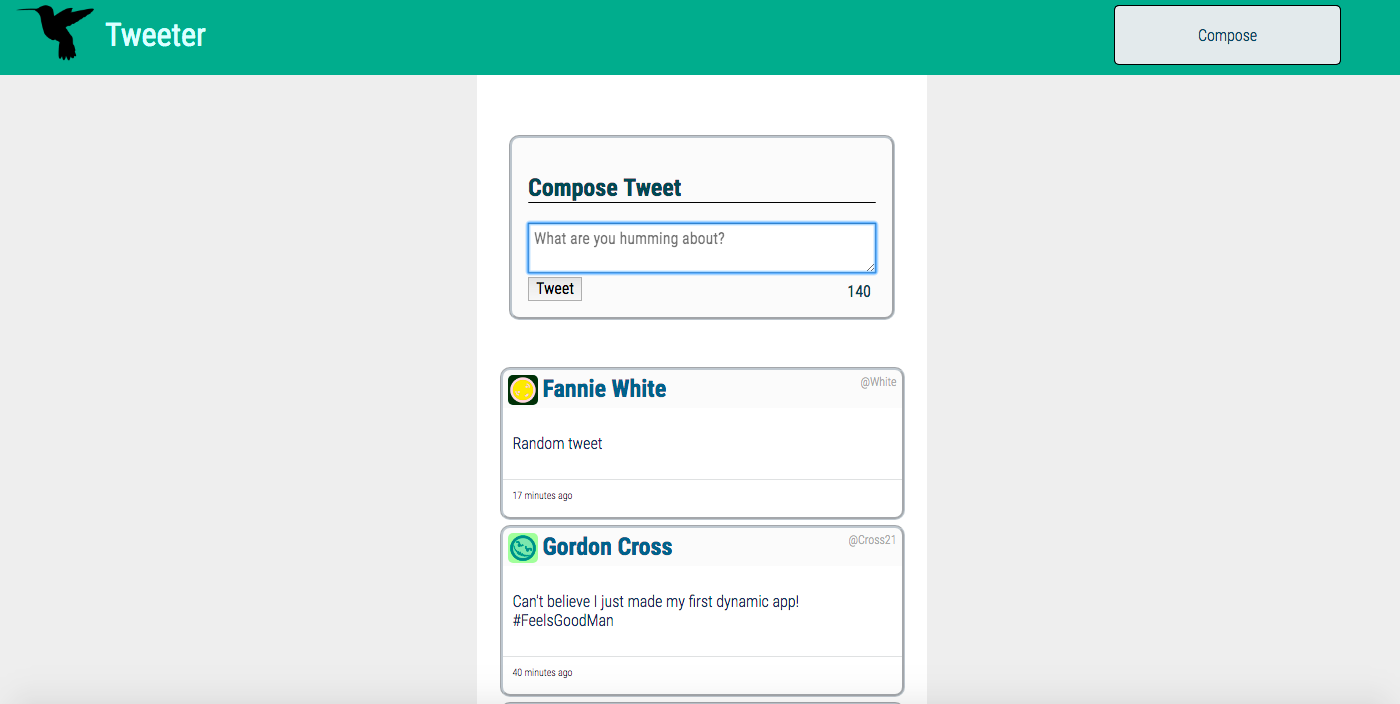 Tweeter
Compose
Compose Tweet
What are you humming about?
Tweet
140
Fannie White
@White
Random tweet
17 minutes ago
Gordon Cross
@Cross21
Can't believe I just made my first dynamic app!
#FeelsGoodMan
40 minutes ago